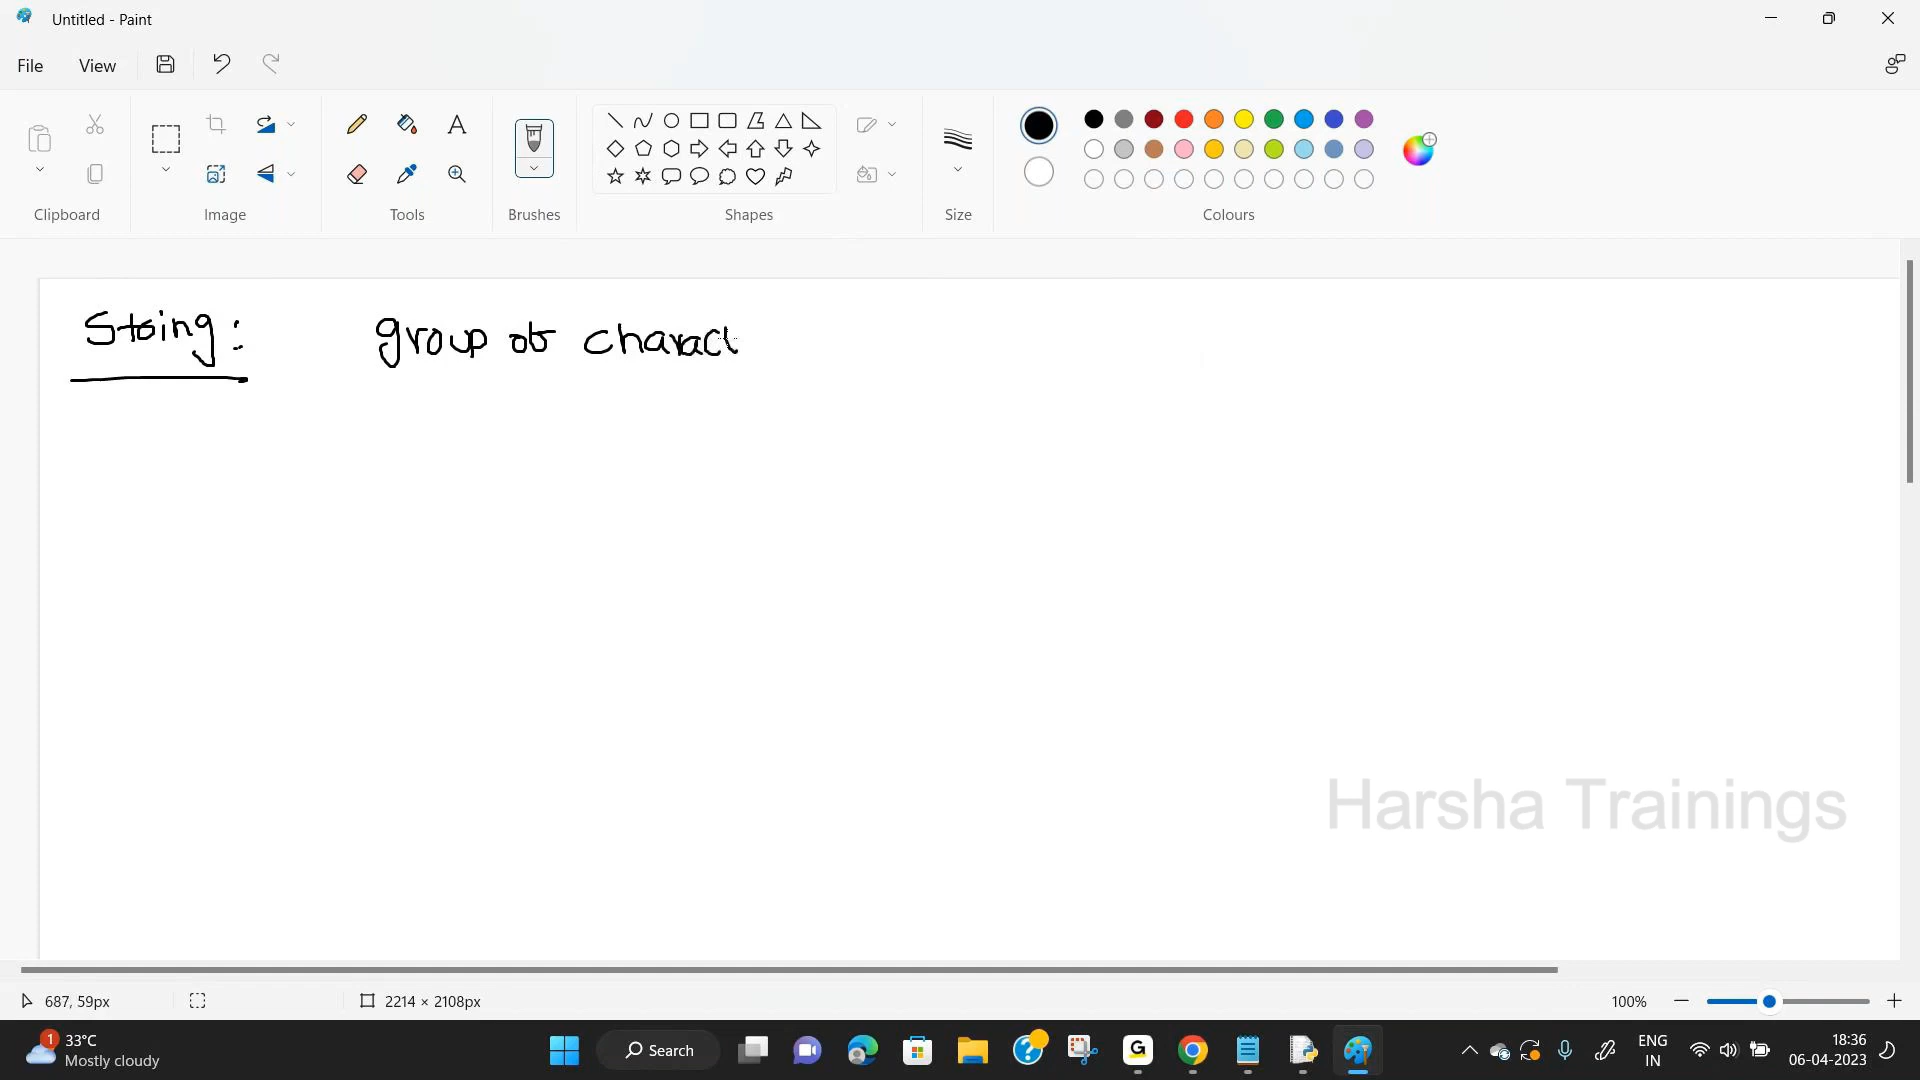 Untitled - Paint
File View
Clipboard Image Tools Brushes Shapes Size Colours
String: group of charact
Harsha Trainings
687, 59px 2214 × 2108px 100%
1 33°C
Mostly cloudy
Search
ENG
IN
18:36
06-04-2023